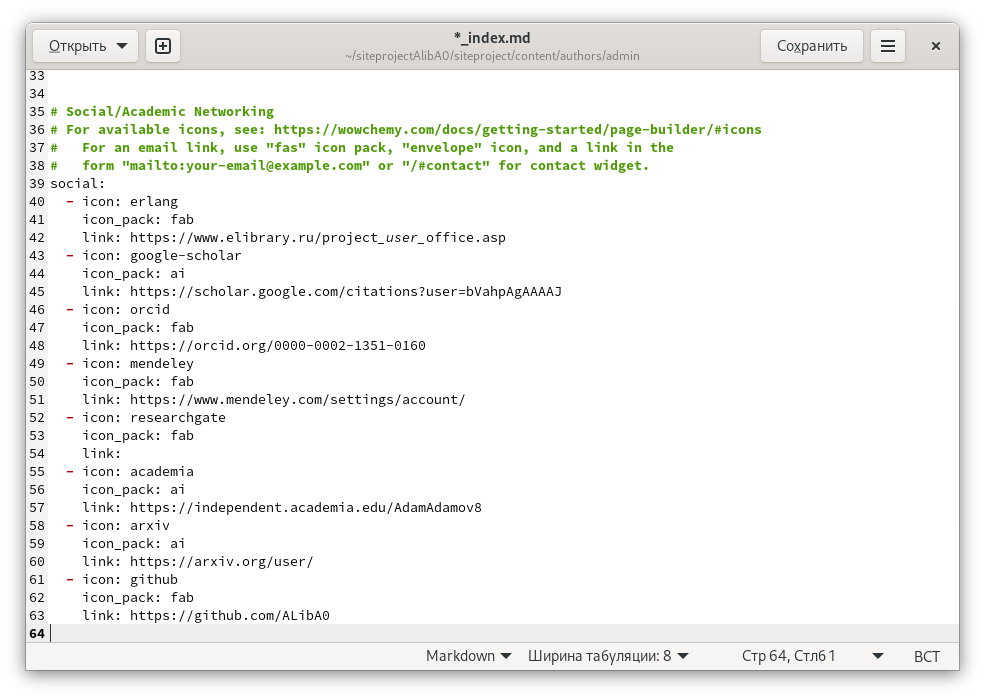 Открыть
*_index.md
~/siteprojectAlibA0/siteproject/content/authors/admin
Сохранить
33
34
35 # Social/Academic Networking
36 # For available icons, see: https://wowchemy.com/docs/getting-started/page-builder/#icons
37 #   For an email link, use "fas" icon pack, "envelope" icon, and a link in the
38 #   form "mailto:your-email@example.com" or "/#contact" for contact widget.
39 social:
40   - icon: erlang
41     icon_pack: fab
42     link: https://www.elibrary.ru/project_user_office.asp
43   - icon: google-scholar
44     icon_pack: ai
45     link: https://scholar.google.com/citations?user=bVahpAgAAAAJ
46   - icon: orcid
47     icon_pack: fab
48     link: https://orcid.org/0000-0002-1351-0160
49   - icon: mendeley
50     icon_pack: fab
51     link: https://www.mendeley.com/settings/account/
52   - icon: researchgate
53     icon_pack: fab
54     link:
55   - icon: academia
56     icon_pack: ai
57     link: https://independent.academia.edu/AdamAdamov8
58   - icon: arxiv
59     icon_pack: ai
60     link: https://arxiv.org/user/
61   - icon: github
62     icon_pack: fab
63     link: https://github.com/ALibA0
64
Markdown
Ширина табуляции: 8
Стр 64, Стлб 1
ВСТ